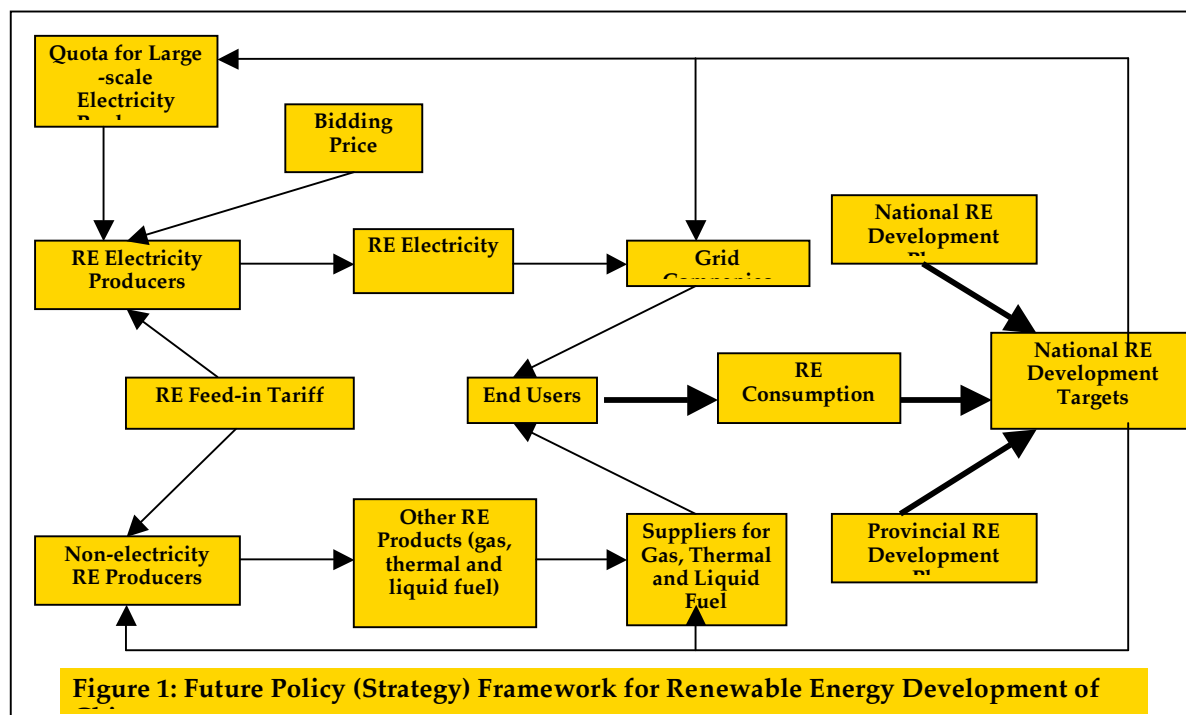 Quota for Large
-scale
Electricity
Bidding
Price
National RE
Development
RE Electricity
Producers
RE Electricity
Grid
RE Feed-in Tariff
End Users
RE
Consumption
National RE
Development
Targets
Non-electricity
RE Producers
Other RE
Products (gas,
thermal and
liquid fuel)
Suppliers for
Gas, Thermal
and Liquid
Fuel
Provincial RE
Development
Figure 1: Future Policy (Strategy) Framework for Renewable Energy Development of